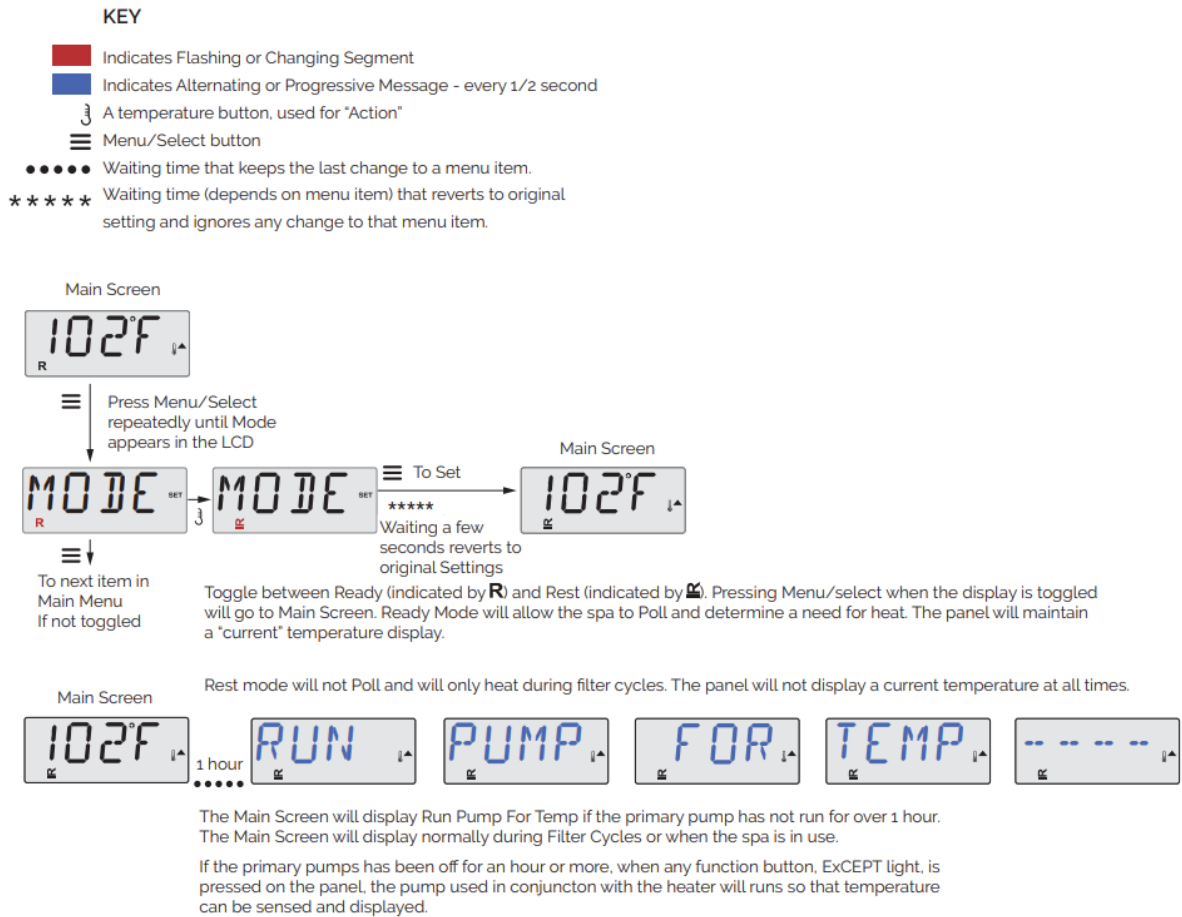 KEY
Indicates Flashing or Changing Segment
Indicates Alternating or Progressive Message - every 1/2 second
A temperature button, used for “Action”
Menu/Select button
••••• Waiting time that keeps the last change to a menu item.
***** Waiting time (depends on menu item) that reverts to original
setting and ignores any change to that menu item.
Main Screen
102°F
R
Press Menu/Select
repeatedly until Mode
appears in the LCD
MODE SET
R
MODE SET
R
To Set
*****
Waiting a few
seconds reverts to
original Settings
Main Screen
102°F
R
To next item in
Main Menu
If not toggled
Toggle between Ready (indicated by R) and Rest (indicated by R). Pressing Menu/select when the display is toggled
will go to Main Screen. Ready Mode will allow the spa to Poll and determine a need for heat. The panel will maintain
a “current” temperature display.
Rest mode will not Poll and will only heat during filter cycles. The panel will not display a current temperature at all times.
Main Screen
102°F
R
1 hour
•••••
RUN
R
PUMP
R
FOR
R
TEMP
R
-- -- -- --
R
The Main Screen will display Run Pump For Temp if the primary pump has not run for over 1 hour.
The Main Screen will display normally during Filter Cycles or when the spa is in use.
If the primary pumps has been off for an hour or more, when any function button, ExCEPT light, is
pressed on the panel, the pump used in conjuncton with the heater will runs so that temperature
can be sensed and displayed.